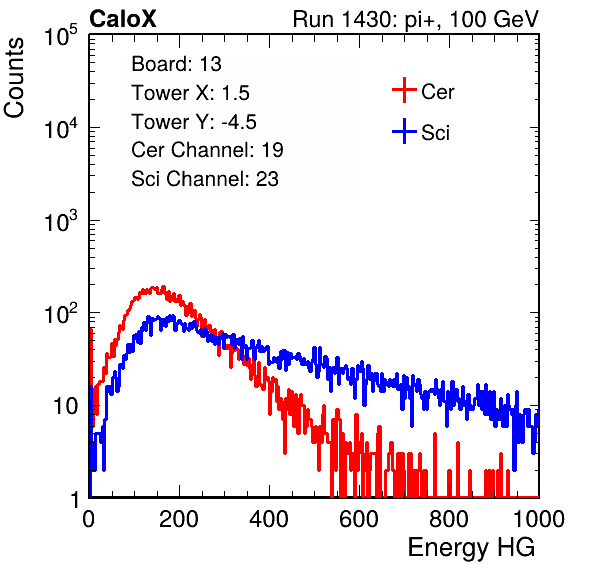 CaloX Run 1430: pi+, 100 GeV
Counts
10^5
10^4
10^3
10^2
10
1
Board: 13
Tower X: 1.5
Tower Y: -4.5
Cer Channel: 19
Sci Channel: 23
Cer
Sci
0 200 400 600 800 1000
Energy HG